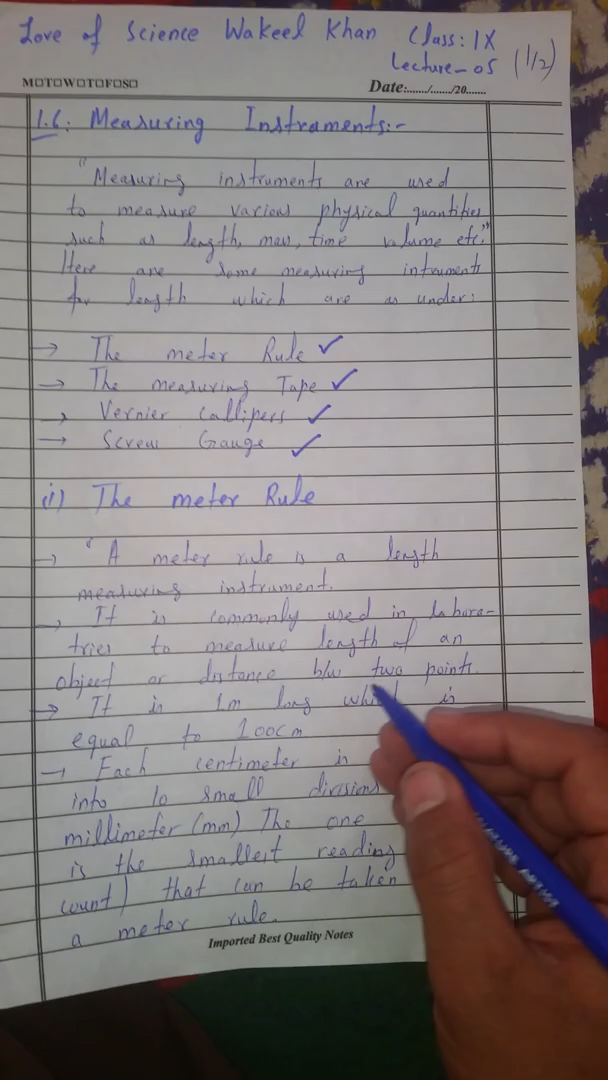 Love of Science Wakeel Khan Class: IX
Lecture-05 (1/2)
M□T□W□T□F□S□ Date:......./......./20.......
1.6: Measuring Instraments:-
"Measuring instruments are used
to measure various physical quantities
such as length, mass, time volume etc."
Here are some measuring intruments
for length which are as under:
→ The meter Rule ✓
→ The measuring Tape ✓
→ Vernier Callipers ✓
→ Screw Gauge ✓
(i) The meter Rule
→ "A meter rule is a length
measuring instrument.
→ It is commonly used in labora-
tries to measure length of an
object or distance b/w two points.
→ It is 1m long which is
equal to 100cm
→ Each centimeter is
into 10 small divisions
millimeter (mm) The one
is the smallest reading
count) that can be taken
a meter rule.
Imported Best Quality Notes